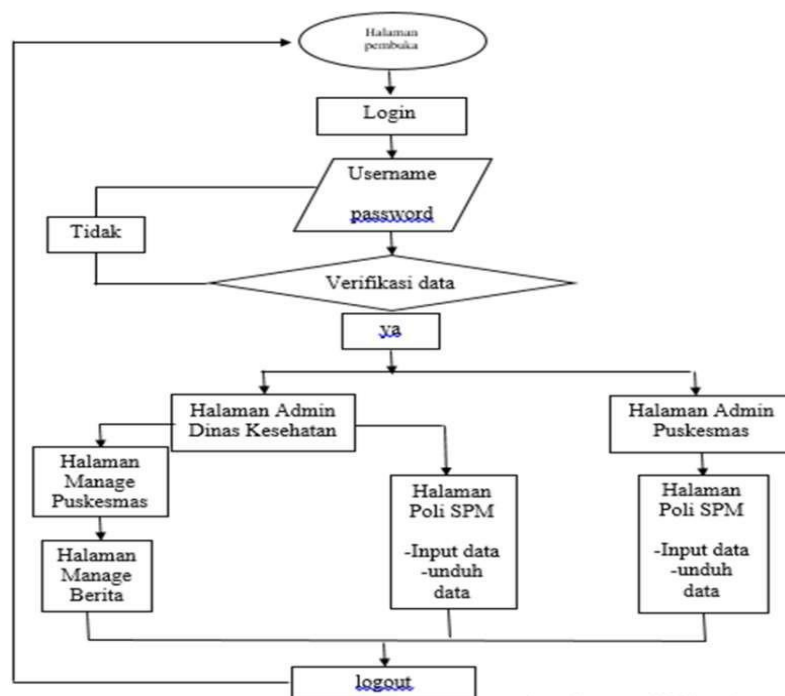 Halaman
pembuka
Login
Username
password
Tidak
Verifikasi data
ya
Halaman Admin
Dinas Kesehatan
Halaman Admin
Puskesmas
Halaman
Manage
Puskesmas
Halaman
Poli SPM
-Input data
-unduh
data
Halaman
Poli SPM
-Input data
-unduh
data
Halaman
Manage
Berita
logout